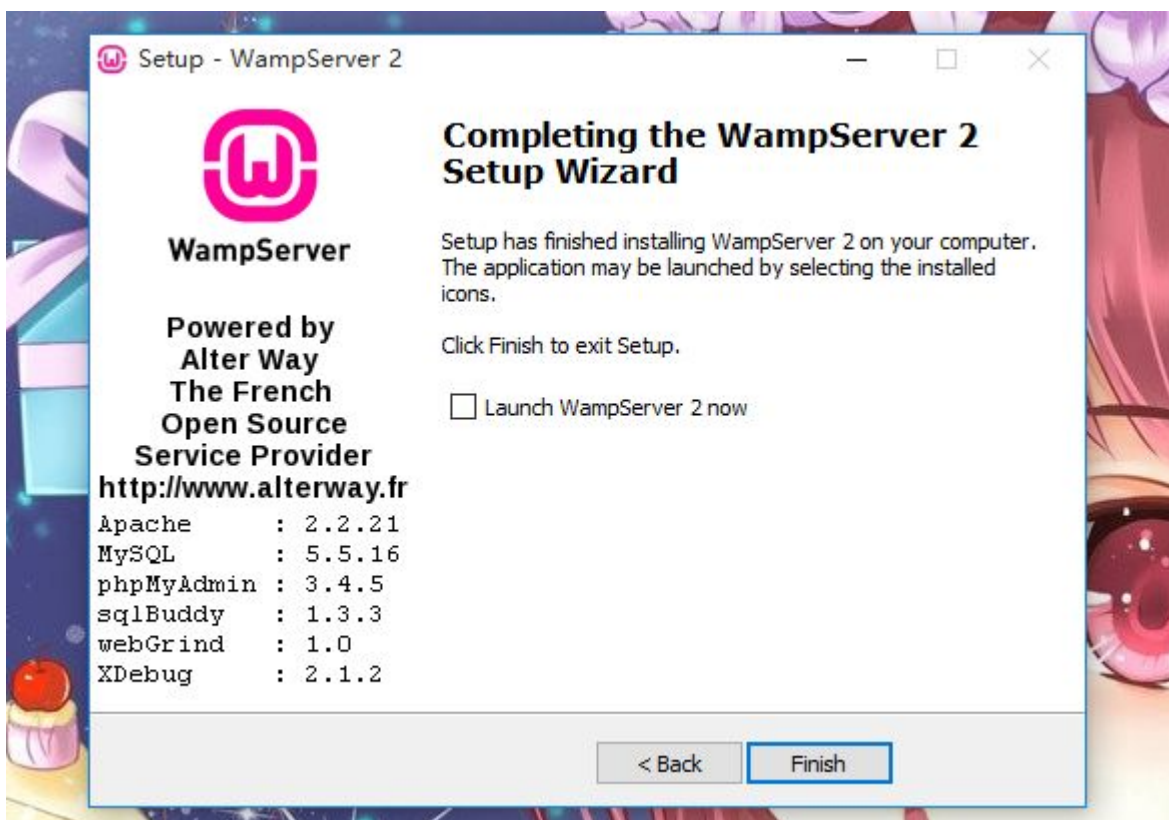 Setup - WampServer 2
WampServer
Powered by
Alter Way
The French
Open Source
Service Provider
http://www.alterway.fr
Apache : 2.2.21
MySQL : 5.5.16
phpMyAdmin : 3.4.5
sqlBuddy : 1.3.3
webGrind : 1.0
XDebug : 2.1.2
Completing the WampServer 2
Setup Wizard
Setup has finished installing WampServer 2 on your computer.
The application may be launched by selecting the installed
icons.
Click Finish to exit Setup.
Launch WampServer 2 now
< Back
Finish